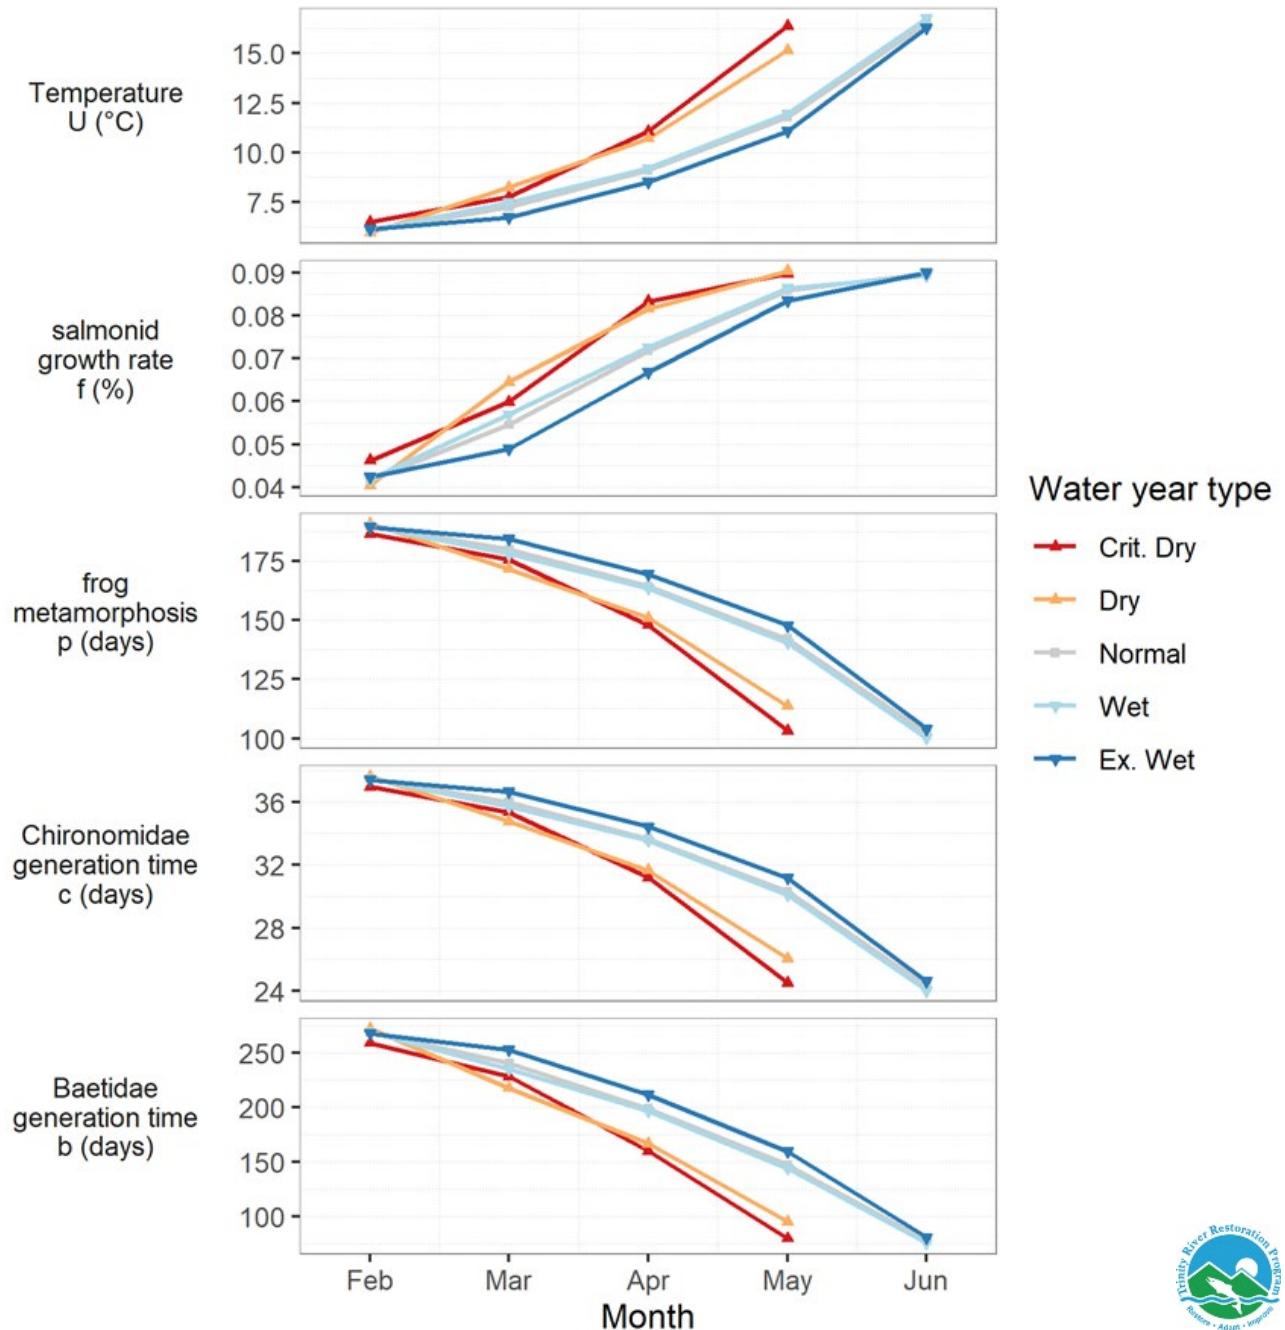 Temperature
U (°C)
15.0
12.5
10.0
7.5
salmonid
growth rate
f (%)
0.09
0.08
0.07
0.06
0.05
0.04
frog
metamorphosis
p (days)
175
150
125
100
Chironomidae
generation time
c (days)
36
32
28
24
Baetidae
generation time
b (days)
250
200
150
100
Feb Mar Apr May Jun
Month
Water year type
Crit. Dry
Dry
Normal
Wet
Ex. Wet
Trinity River Restoration Program
Restore • Adapt • Improve